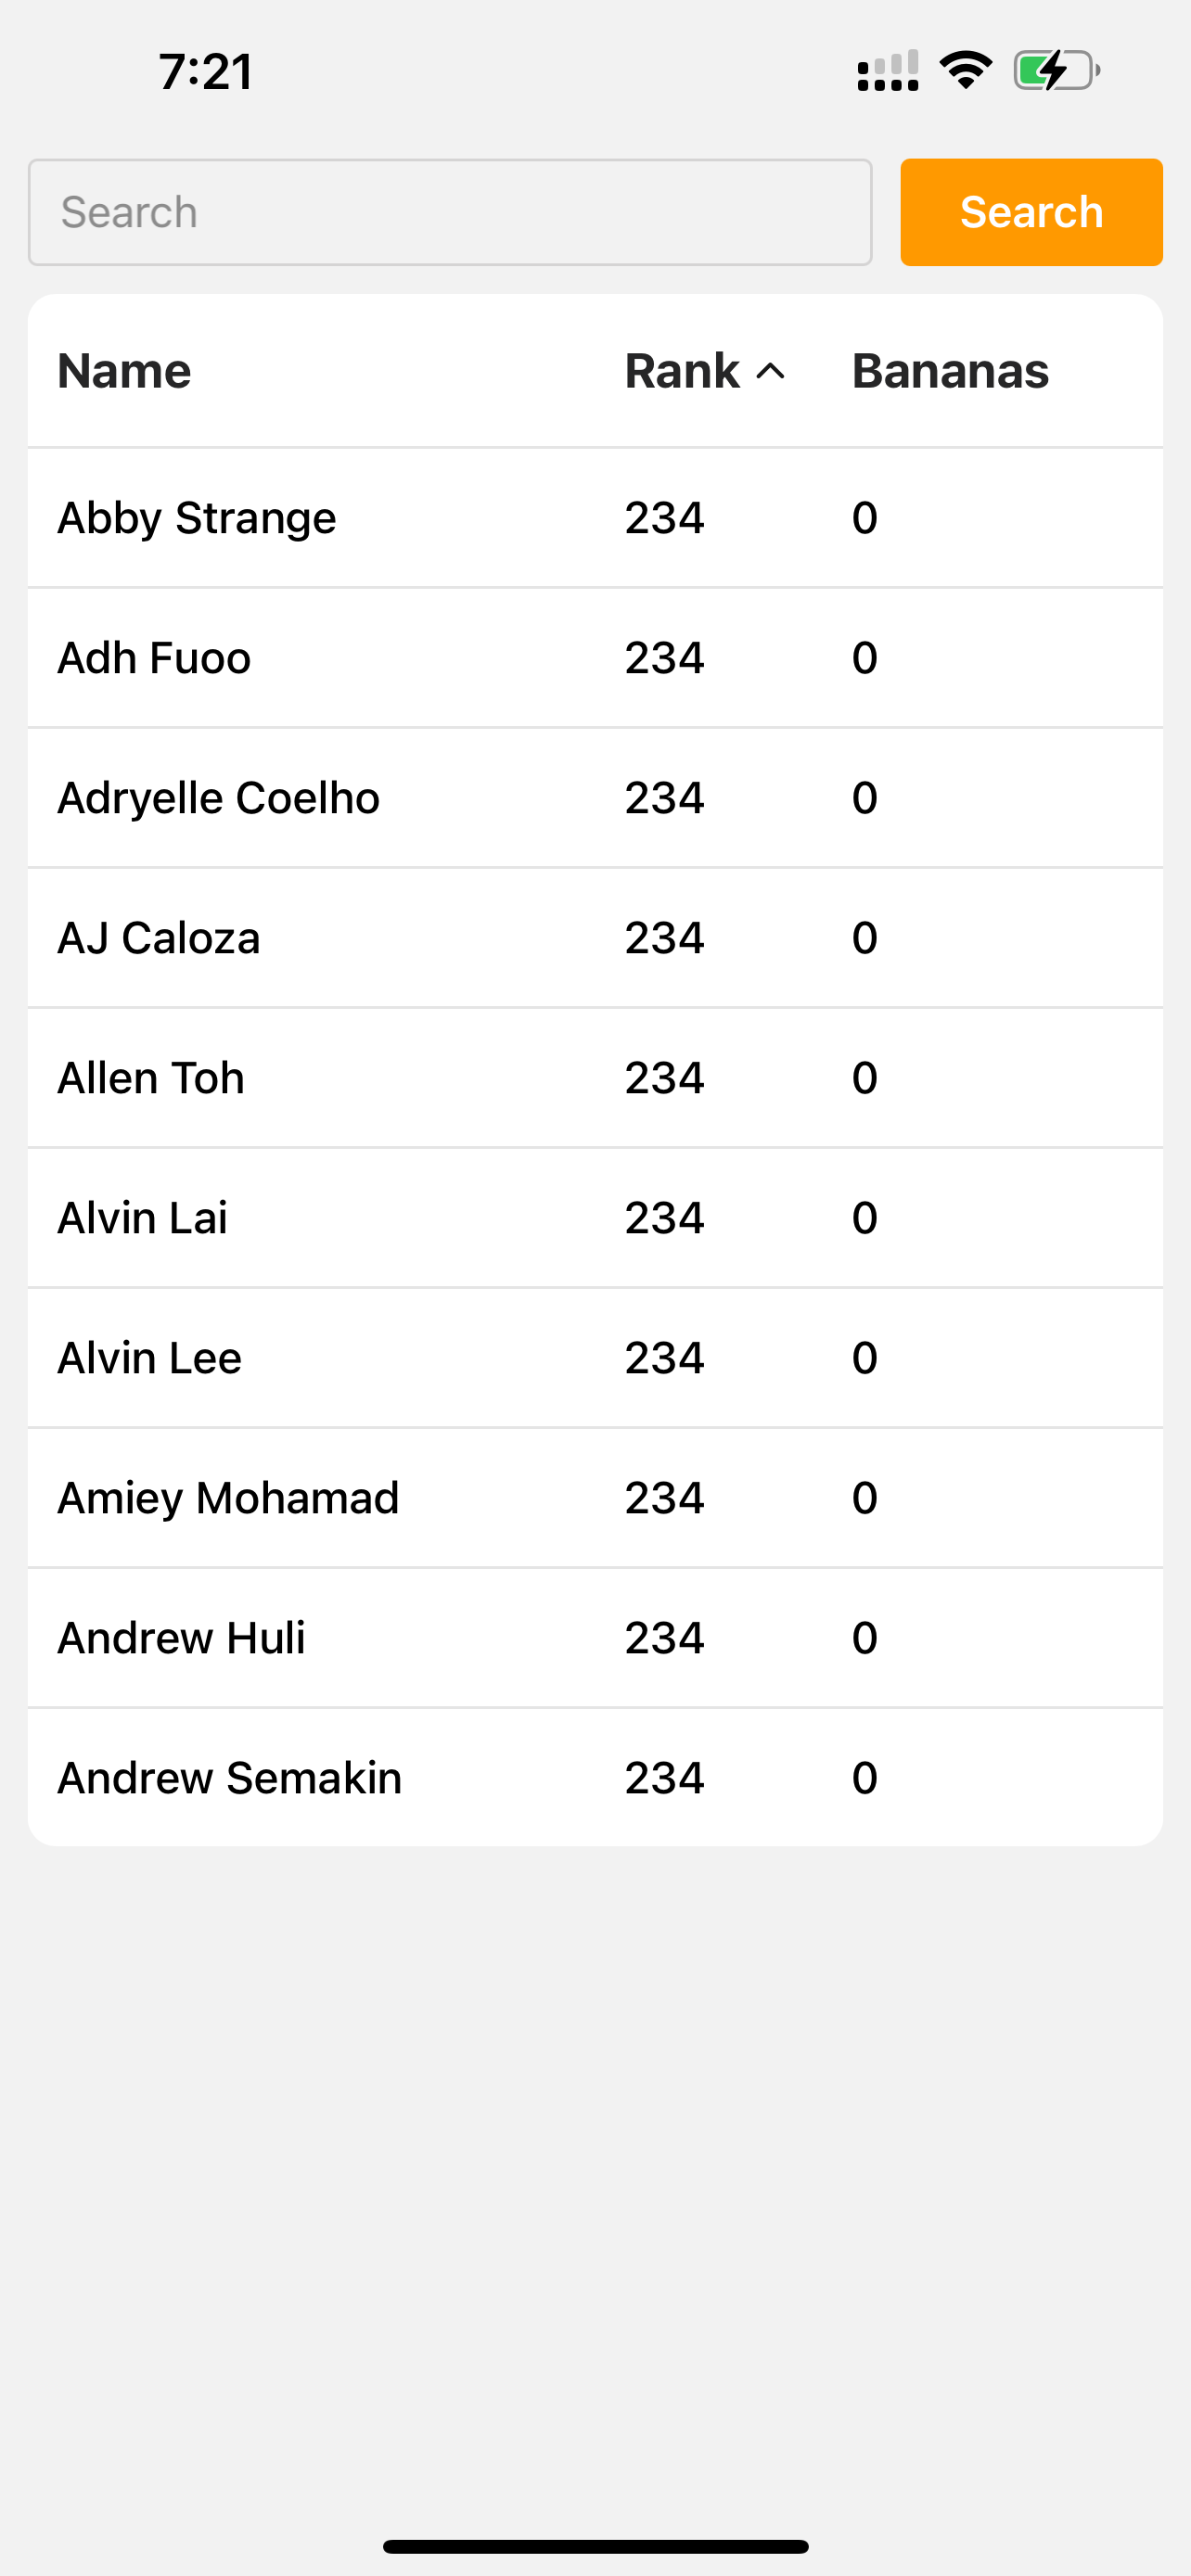 7:21
Search Search
Name Rank Bananas
Abby Strange 234 0
Adh Fuoo 234 0
Adryelle Coelho 234 0
AJ Caloza 234 0
Allen Toh 234 0
Alvin Lai 234 0
Alvin Lee 234 0
Amiey Mohamad 234 0
Andrew Huli 234 0
Andrew Semakin 234 0